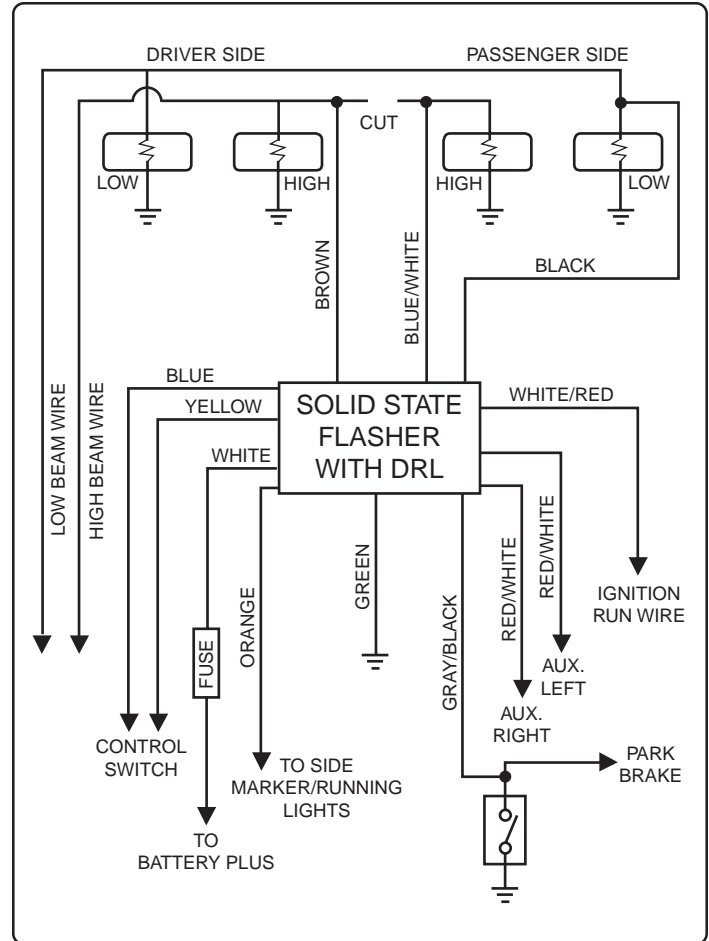 DRIVER SIDE
PASSENGER SIDE
CUT
LOW
HIGH
HIGH
LOW
BROWN
BLUE/WHITE
BLACK
LOW BEAM WIRE
HIGH BEAM WIRE
BLUE
YELLOW
WHITE
SOLID STATE
FLASHER
WITH DRL
WHITE/RED
FUSE
ORANGE
GREEN
GRAY/BLACK
RED/WHITE
RED/WHITE
IGNITION
RUN WIRE
AUX.
LEFT
AUX.
RIGHT
CONTROL
SWITCH
TO SIDE
MARKER/RUNNING
LIGHTS
PARK
BRAKE
TO
BATTERY PLUS